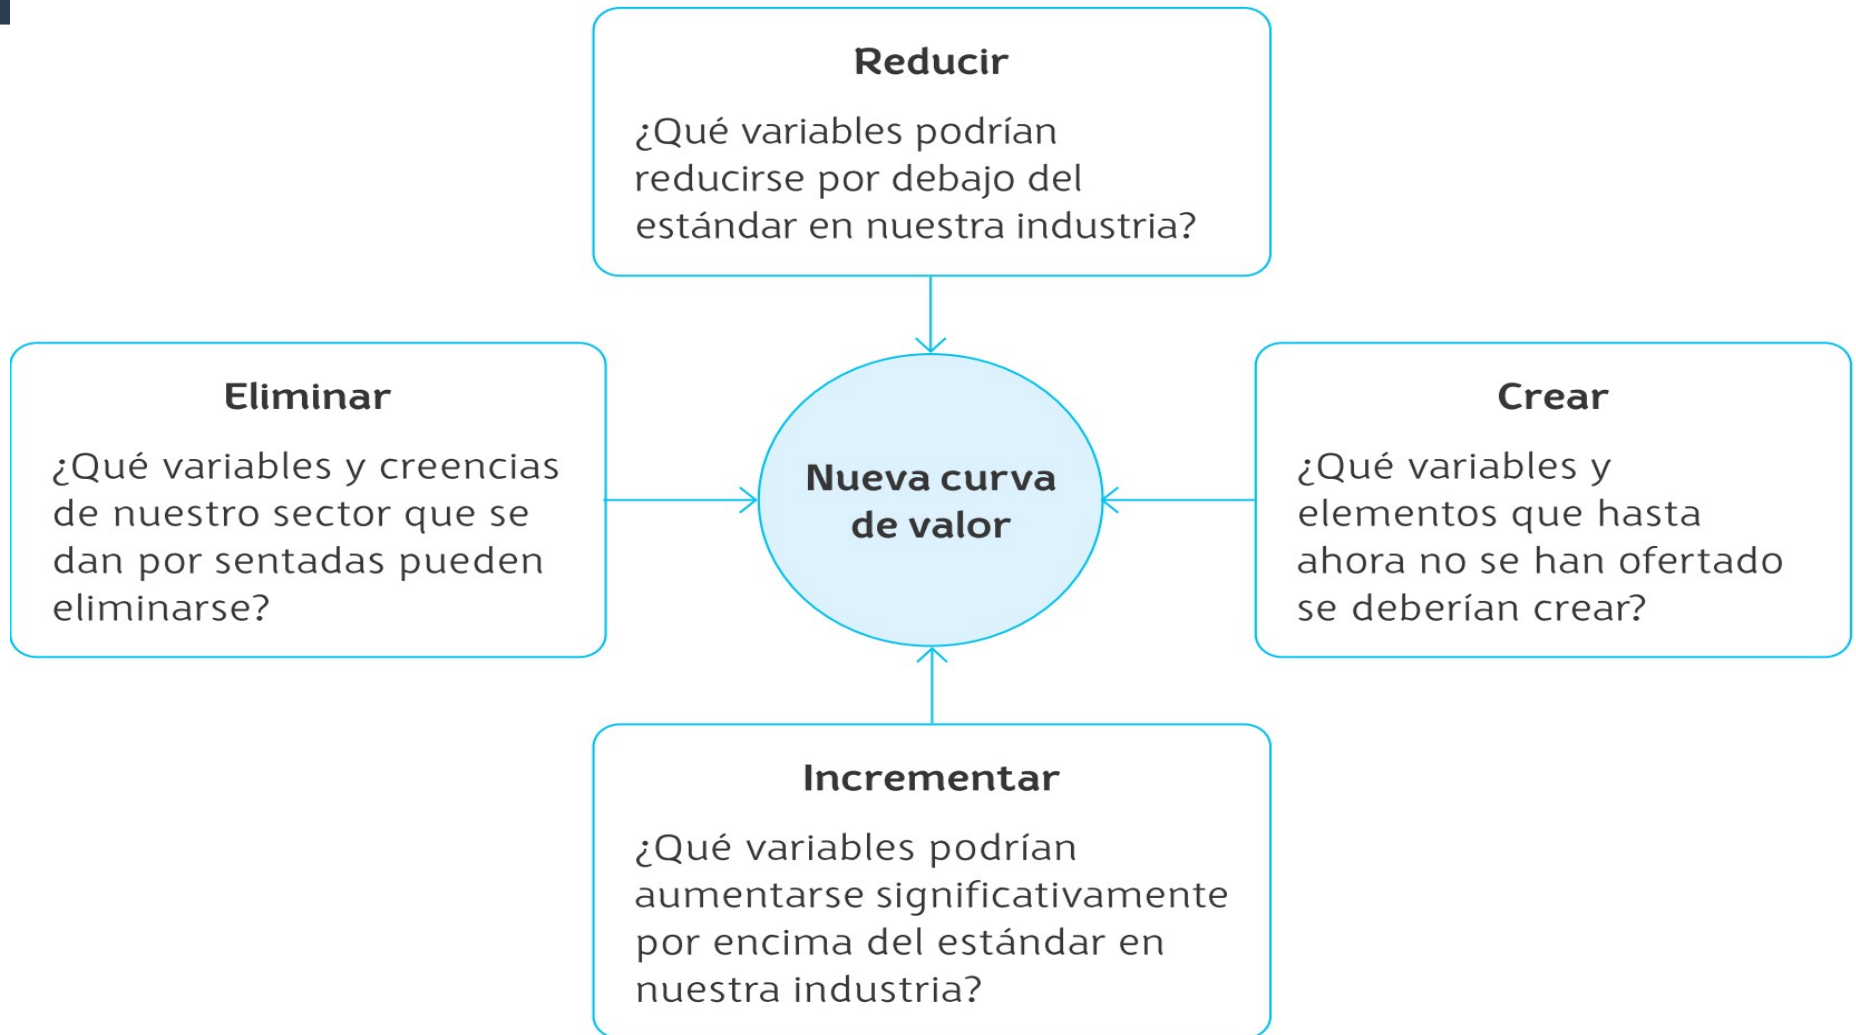 Reducir
¿Qué variables podrían
reducirse por debajo del
estándar en nuestra industria?
Eliminar
¿Qué variables y creencias
de nuestro sector que se
dan por sentadas pueden
eliminarse?
Nueva curva
de valor
Crear
¿Qué variables y
elementos que hasta
ahora no se han ofertado
se deberían crear?
Incrementar
¿Qué variables podrían
aumentarse significativamente
por encima del estándar en
nuestra industria?